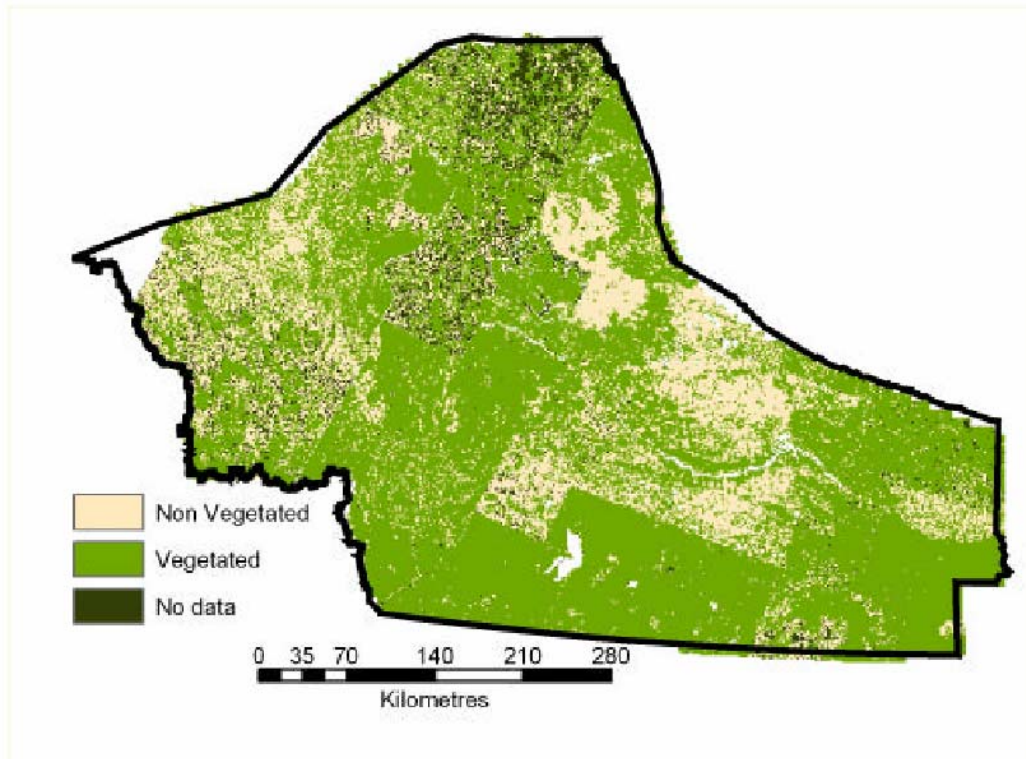 Non Vegetated
Vegetated
No data
0 35 70 140 210 280
Kilometres